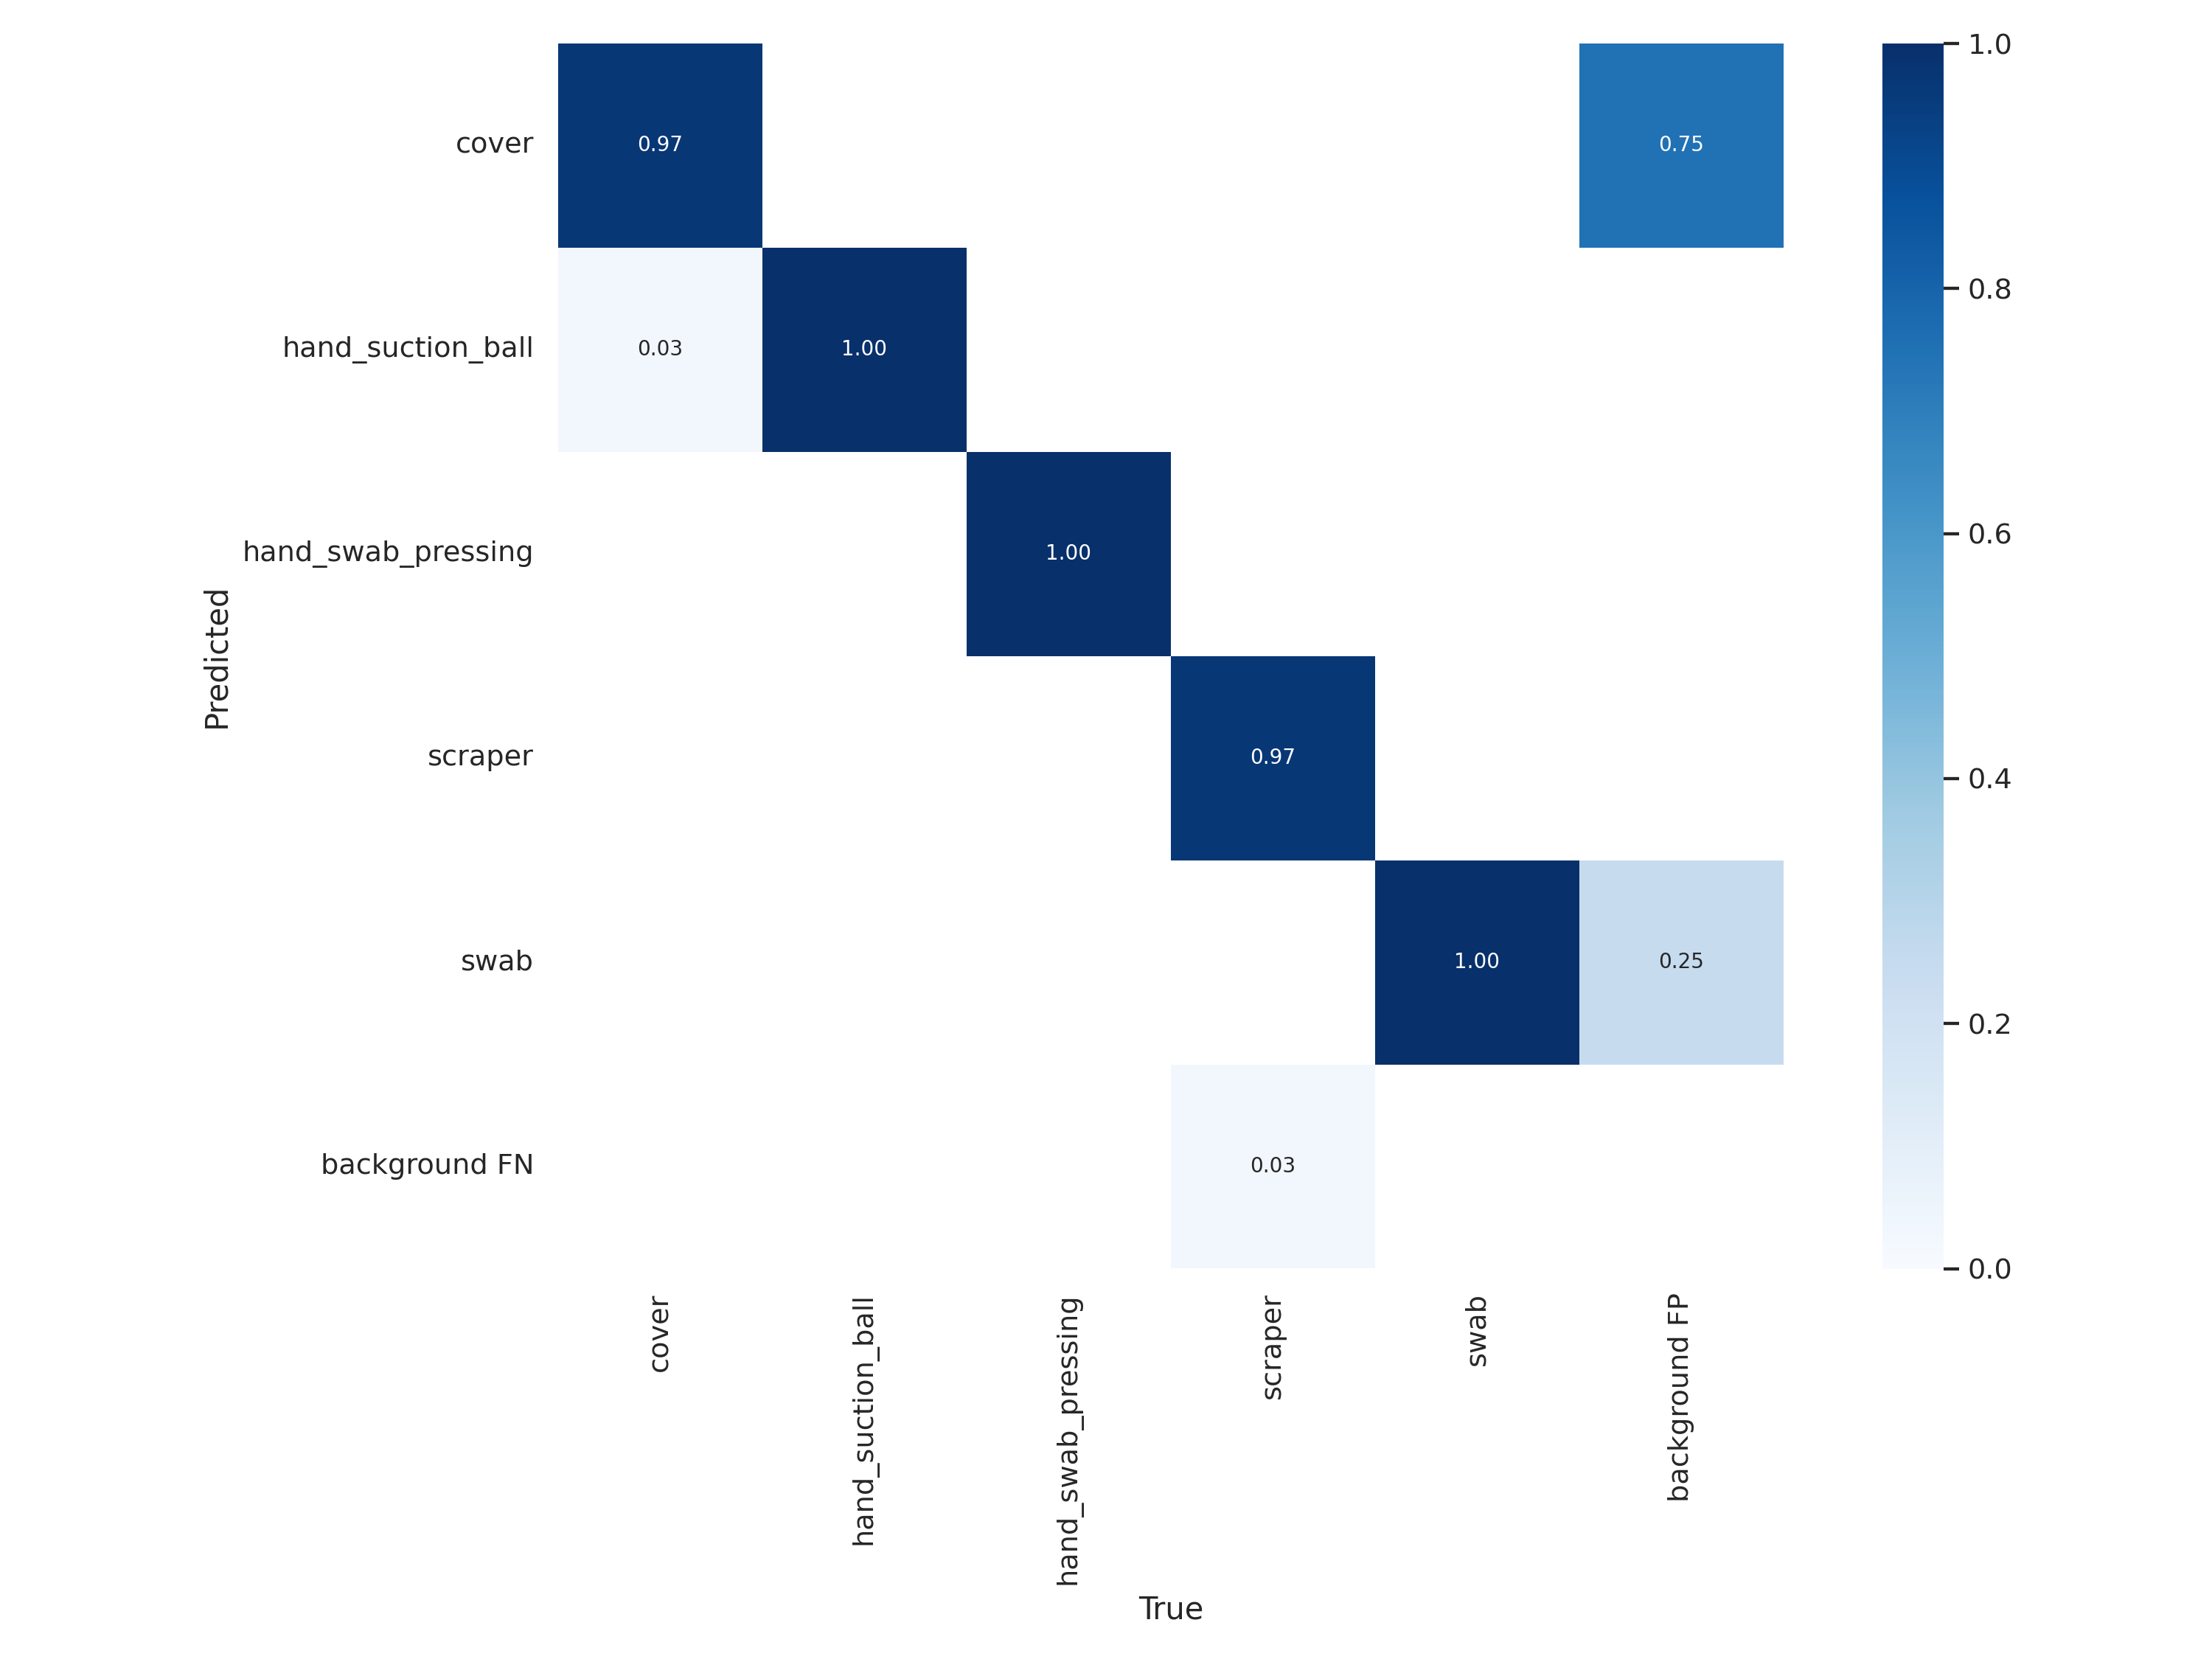 cover
0.97
0.75
hand_suction_ball
0.03
1.00
hand_swab_pressing
1.00
scraper
0.97
swab
1.00
0.25
background FN
0.03
Predicted
cover
hand_suction_ball
hand_swab_pressing
scraper
swab
background FP
True
1.0
0.8
0.6
0.4
0.2
0.0